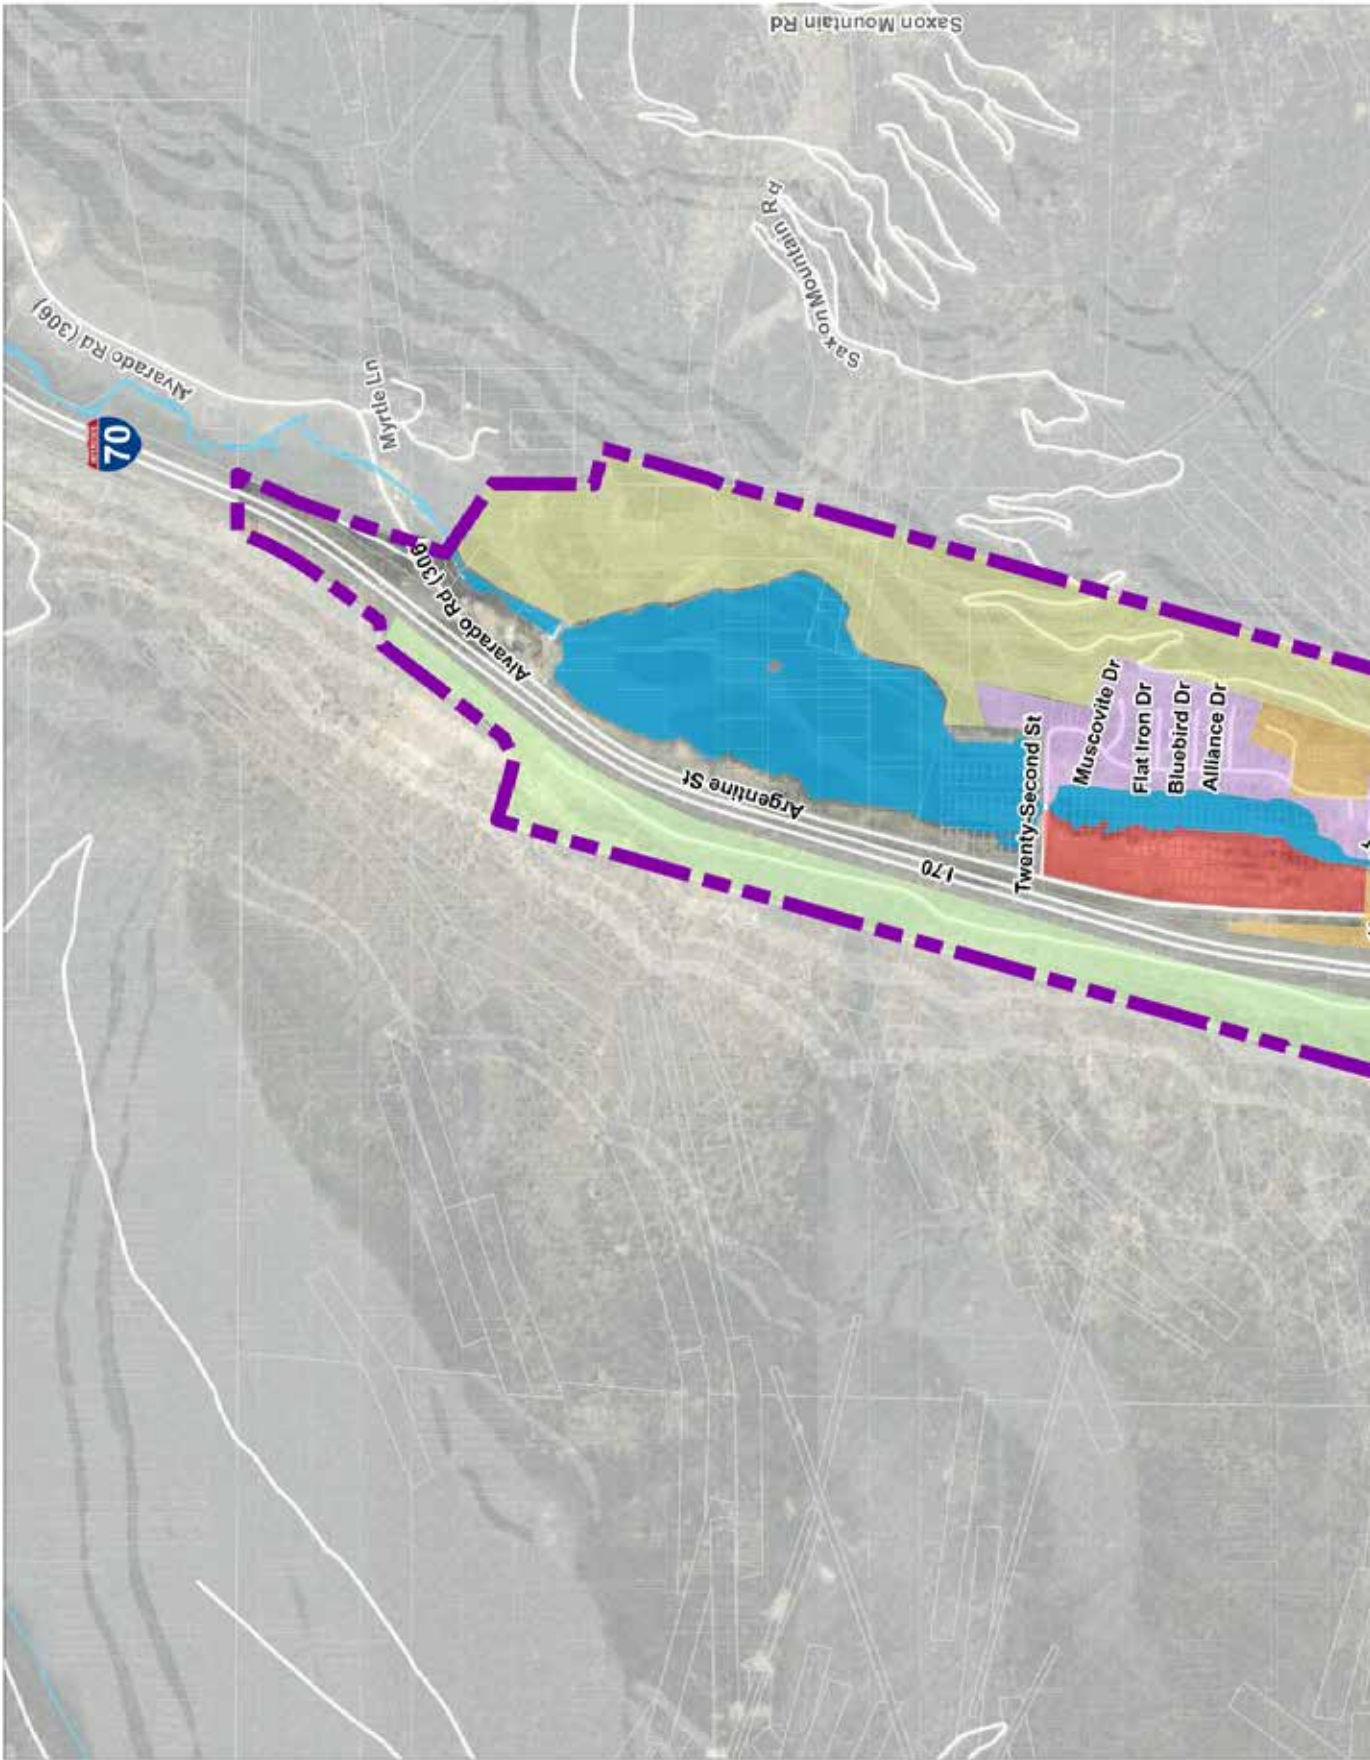 Saxon Mountain
Rd
Saxon Mountain Rd
Alvarado Rd (306)
Myrtle Ln
70
Alvarado Rd (306)
Argentine St
I-70
Twenty-Second St
Muscovite Dr
Flat Iron Dr
Bluebird Dr
Alliance Dr